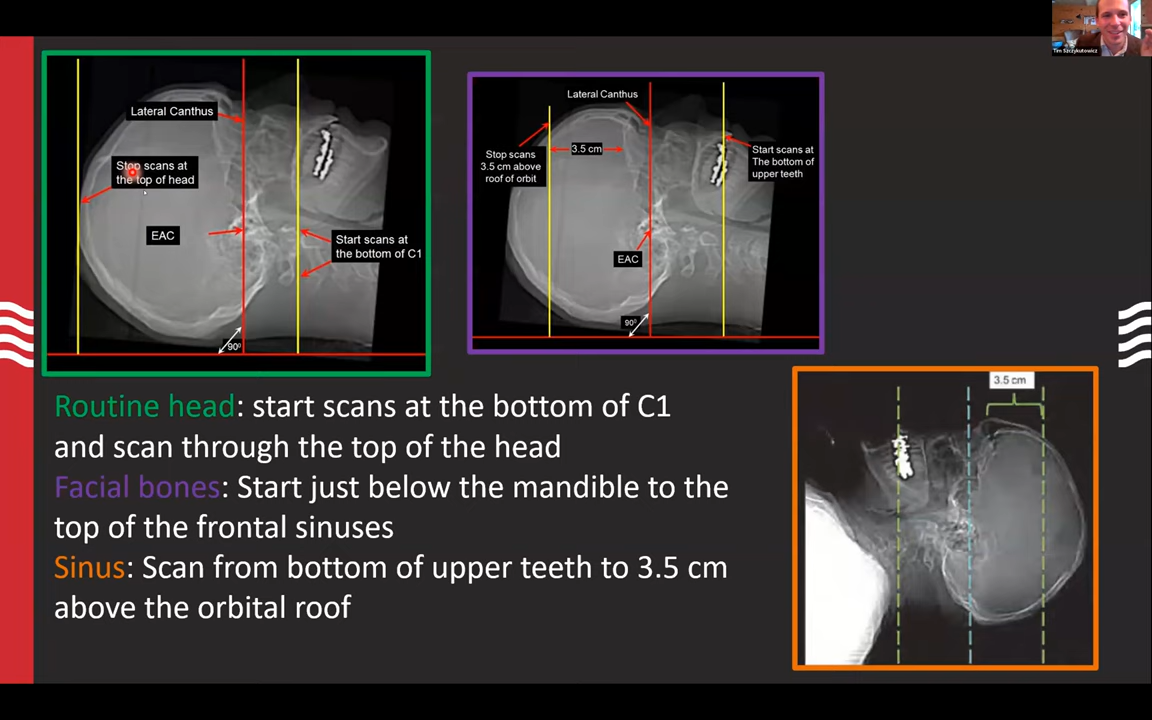 Tim Szczykutowicz
Lateral Canthus
Stop scans at
the top of head
EAC
Start scans at
the bottom of C1
90⁰
Lateral Canthus
Stop scans
3.5 cm above
roof of orbit
3.5 cm
Start scans at
The bottom of
upper teeth
EAC
90⁰
3.5 cm
Routine head: start scans at the bottom of C1
and scan through the top of the head
Facial bones: Start just below the mandible to the
top of the frontal sinuses
Sinus: Scan from bottom of upper teeth to 3.5 cm
above the orbital roof